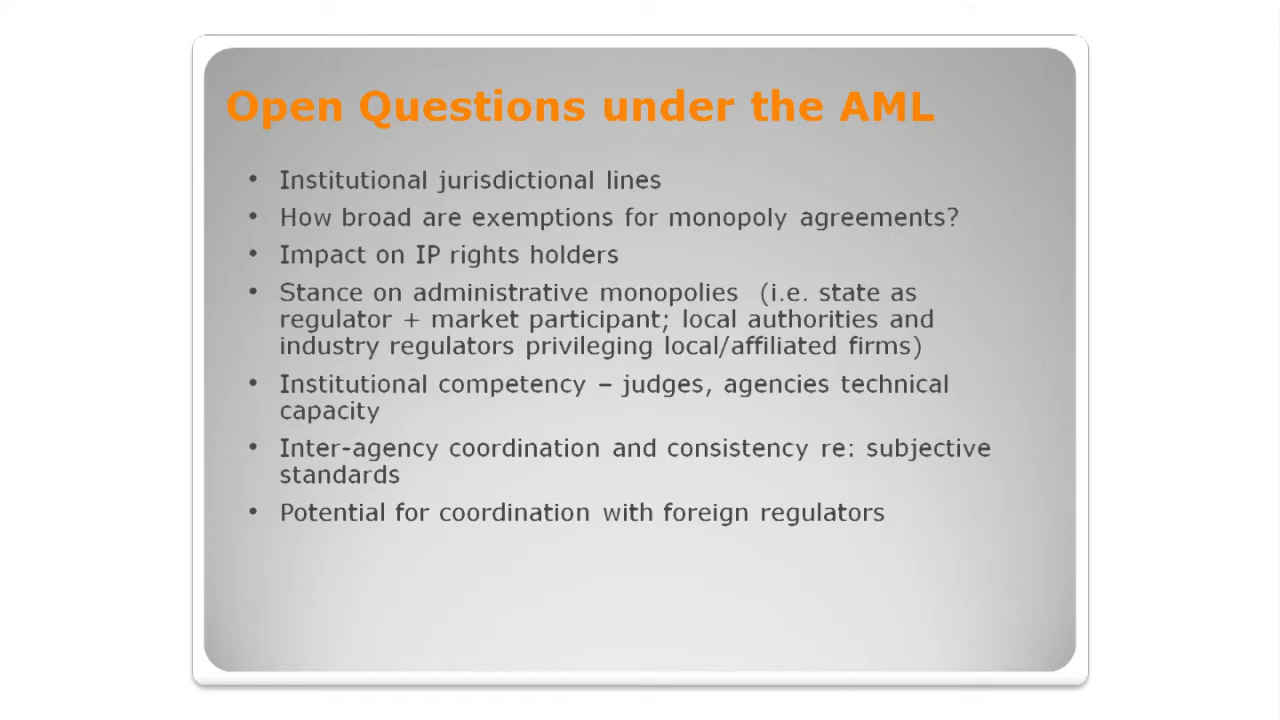 Open Questions under the AML
• Institutional jurisdictional lines
• How broad are exemptions for monopoly agreements?
• Impact on IP rights holders
• Stance on administrative monopolies (i.e. state as
regulator + market participant; local authorities and
industry regulators privileging local/affiliated firms)
• Institutional competency – judges, agencies technical
capacity
• Inter-agency coordination and consistency re: subjective
standards
• Potential for coordination with foreign regulators